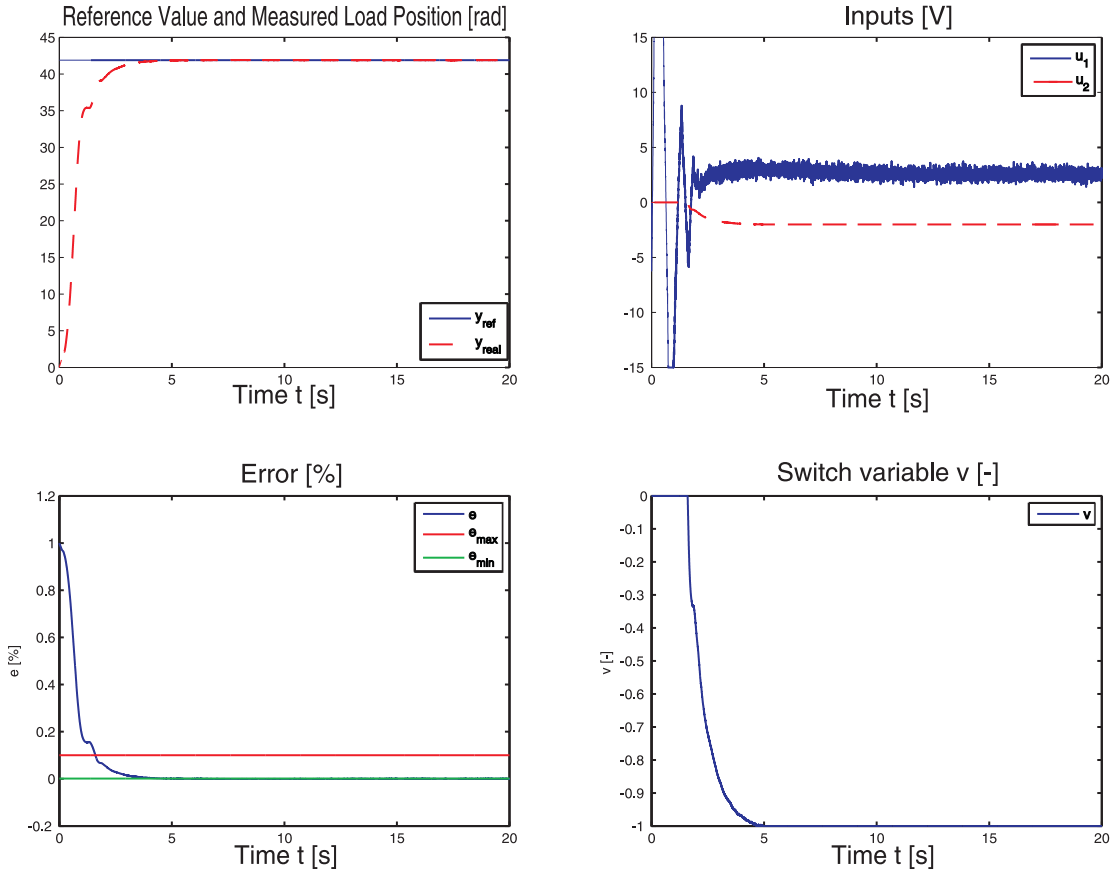 Reference Value and Measured Load Position [rad]
45
40
35
30
25
20
15
10
5
0
0 5 10 15 20
Time t [s]
y_ref
y_real
Inputs [V]
15
10
5
0
-5
-10
-15
0 5 10 15 20
Time t [s]
u_1
u_2
Error [%]
1.2
1
0.8
0.6
0.4
0.2
0
-0.2
e [%]
0 5 10 15 20
Time t [s]
e
e_max
e_min
Switch variable v [-]
0
-0.1
-0.2
-0.3
-0.4
-0.5
-0.6
-0.7
-0.8
-0.9
-1
v [-]
0 5 10 15 20
Time t [s]
v